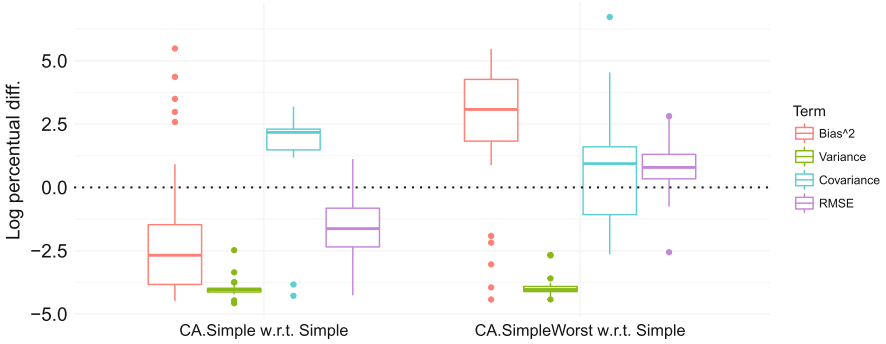 Log percentual diff.
5.0
2.5
0.0
−2.5
−5.0
CA.Simple w.r.t. Simple
CA.SimpleWorst w.r.t. Simple
Term
Bias^2
Variance
Covariance
RMSE